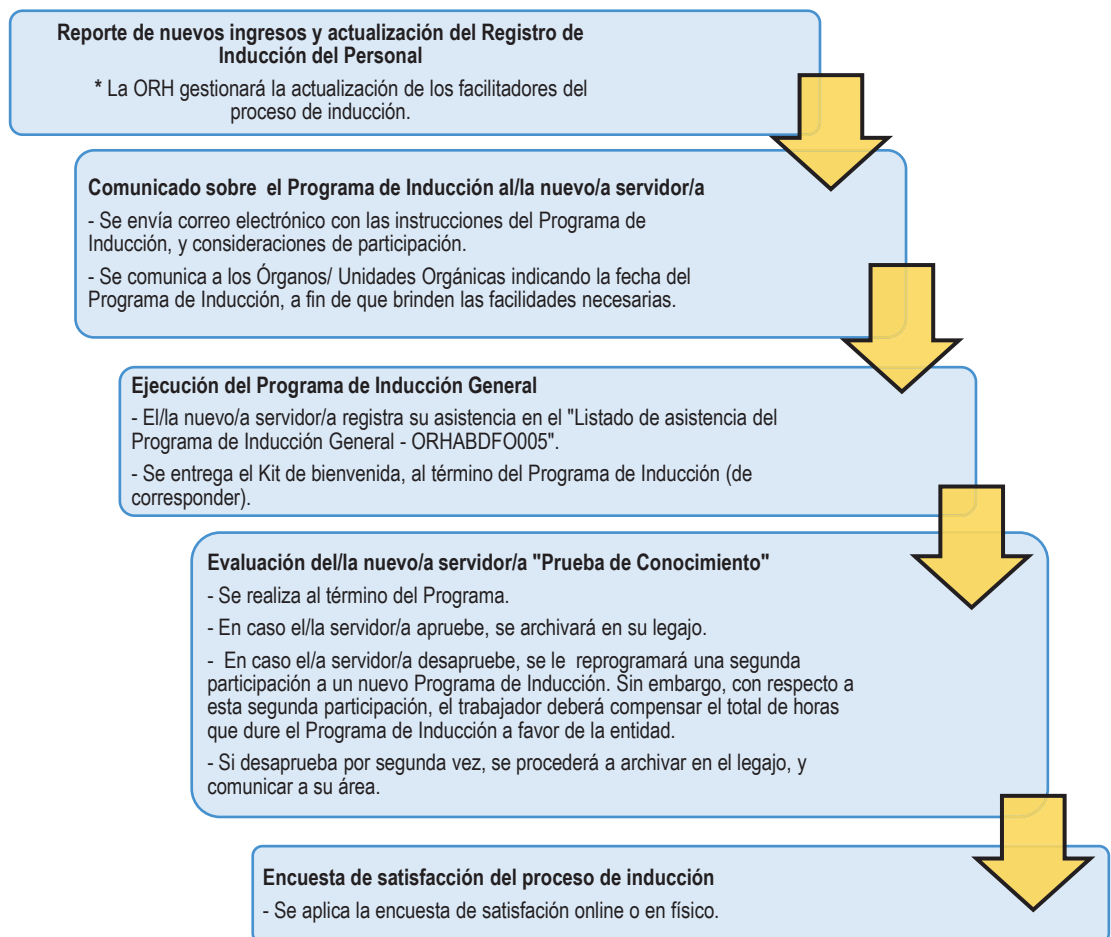 Reporte de nuevos ingresos y actualización del Registro de
Inducción del Personal
* La ORH gestionará la actualización de los facilitadores del
proceso de inducción.
Comunicado sobre el Programa de Inducción al/la nuevo/a servidor/a
- Se envía correo electrónico con las instrucciones del Programa de
Inducción, y consideraciones de participación.
- Se comunica a los Órganos/ Unidades Orgánicas indicando la fecha del
Programa de Inducción, a fin de que brinden las facilidades necesarias.
Ejecución del Programa de Inducción General
- El/la nuevo/a servidor/a registra su asistencia en el "Listado de asistencia del
Programa de Inducción General - ORHABDFO005".
- Se entrega el Kit de bienvenida, al término del Programa de Inducción (de
corresponder).
Evaluación del/la nuevo/a servidor/a "Prueba de Conocimiento"
- Se realiza al término del Programa.
- En caso el/la servidor/a apruebe, se archivará en su legajo.
- En caso el/a servidor/a desapruebe, se le reprogramará una segunda
participación a un nuevo Programa de Inducción. Sin embargo, con respecto a
esta segunda participación, el trabajador deberá compensar el total de horas
que dure el Programa de Inducción a favor de la entidad.
- Si desaprueba por segunda vez, se procederá a archivar en el legajo, y
comunicar a su área.
Encuesta de satisfacción del proceso de inducción
- Se aplica la encuesta de satisfación online o en físico.